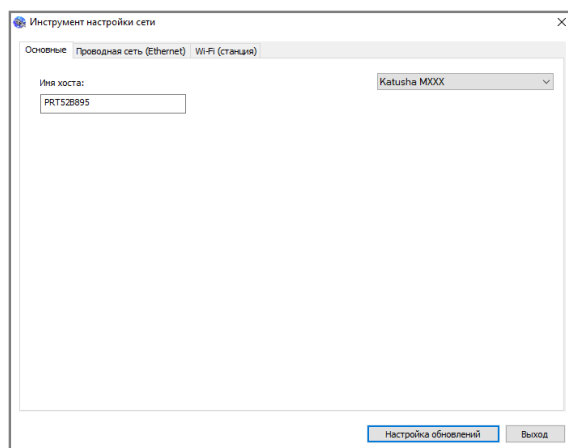 Инструмент настройки сети
Основные Проводная сеть (Ethernet) Wi-Fi (станция)
Имя хоста: Katusha MXXX
PRT52B895
Настройка обновлений Выход